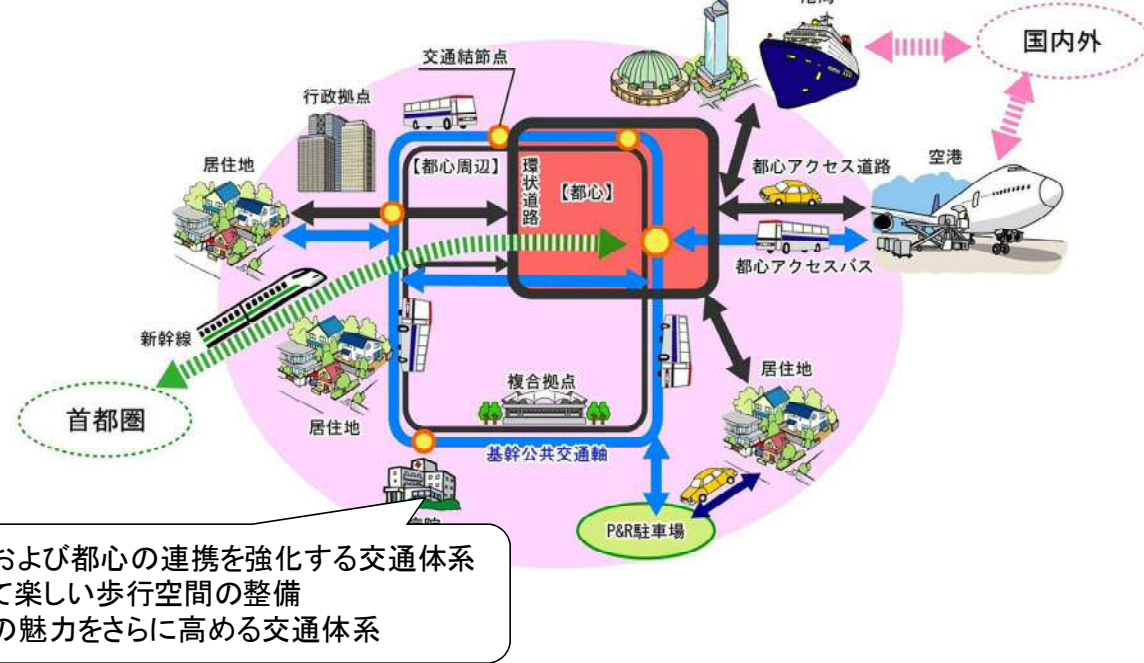 国内外
交通結節点
行政拠点
居住地
【都心周辺】
環状道路
【都心】
都心アクセス道路
空港
都心アクセスバス
新幹線
首都圏
居住地
複合拠点
居住地
基幹公共交通軸
P&R駐車場
および都心の連携を強化する交通体系
て楽しい歩行空間の整備
の魅力をさらに高める交通体系